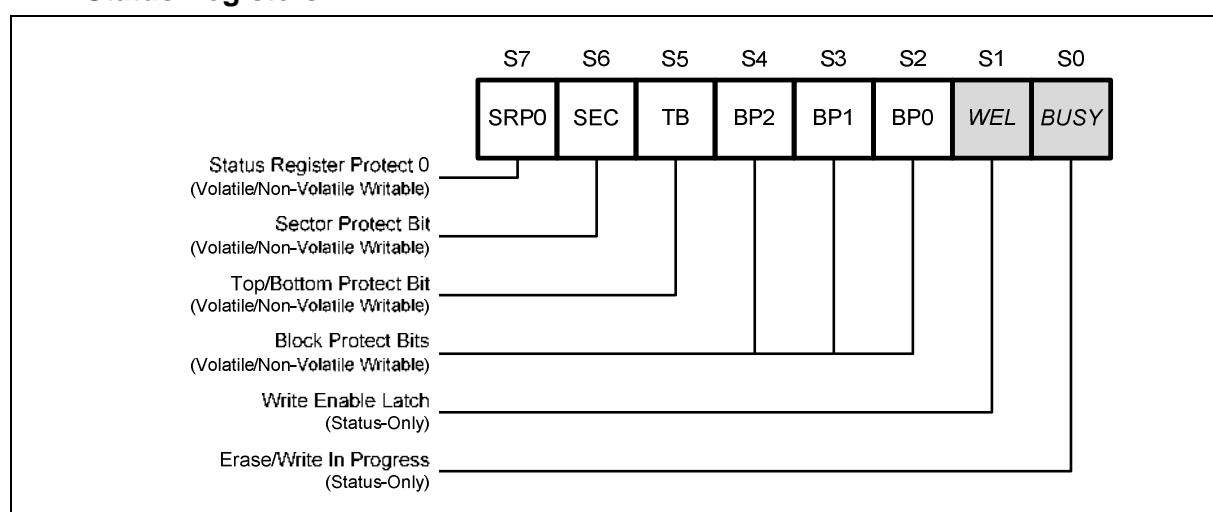 S7 S6 S5 S4 S3 S2 S1 S0
SRP0 SEC TB BP2 BP1 BP0 WEL BUSY
Status Register Protect 0
(Volatile/Non-Volatile Writable)
Sector Protect Bit
(Volatile/Non-Volatile Writable)
Top/Bottom Protect Bit
(Volatile/Non-Volatile Writable)
Block Protect Bits
(Volatile/Non-Volatile Writable)
Write Enable Latch
(Status-Only)
Erase/Write In Progress
(Status-Only)